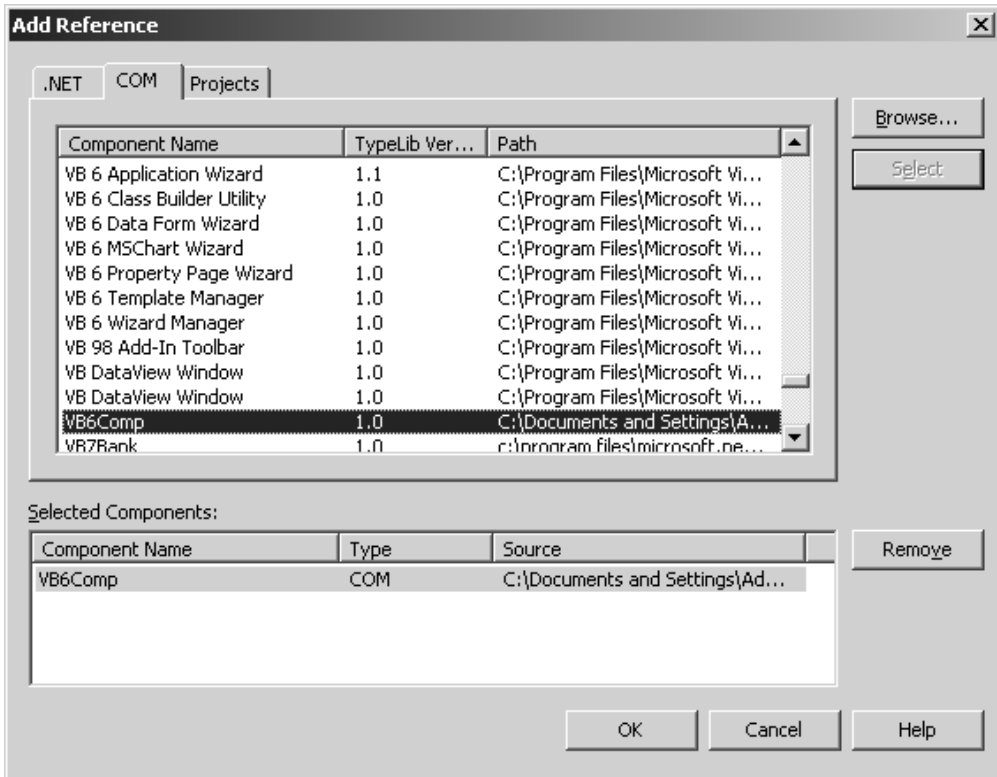 Add Reference
.NET COM Projects
Browse...
Select
Component Name TypeLib Ver... Path
VB 6 Application Wizard 1.1 C:\Program Files\Microsoft Vi...
VB 6 Class Builder Utility 1.0 C:\Program Files\Microsoft Vi...
VB 6 Data Form Wizard 1.0 C:\Program Files\Microsoft Vi...
VB 6 MSChart Wizard 1.0 C:\Program Files\Microsoft Vi...
VB 6 Property Page Wizard 1.0 C:\Program Files\Microsoft Vi...
VB 6 Template Manager 1.0 C:\Program Files\Microsoft Vi...
VB 6 Wizard Manager 1.0 C:\Program Files\Microsoft Vi...
VB 98 Add-In Toolbar 1.0 C:\Program Files\Microsoft Vi...
VB DataView Window 1.0 C:\Program Files\Microsoft Vi...
VB DataView Window 1.0 C:\Program Files\Microsoft Vi...
VB6Comp 1.0 C:\Documents and Settings\A...
VB7Bank 1.0 c:\program files\microsoft.ne...
Selected Components:
Component Name Type Source
Remove
VB6Comp COM C:\Documents and Settings\Ad...
OK Cancel Help